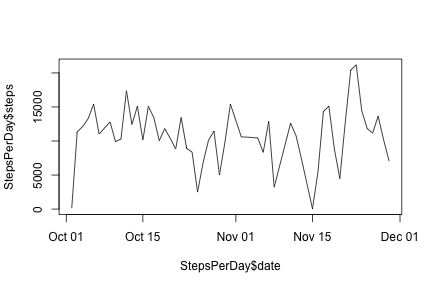 StepsPerDay$steps
15000
5000
0
Oct 01
Oct 15
Nov 01
Nov 15
Dec 01
StepsPerDay$date